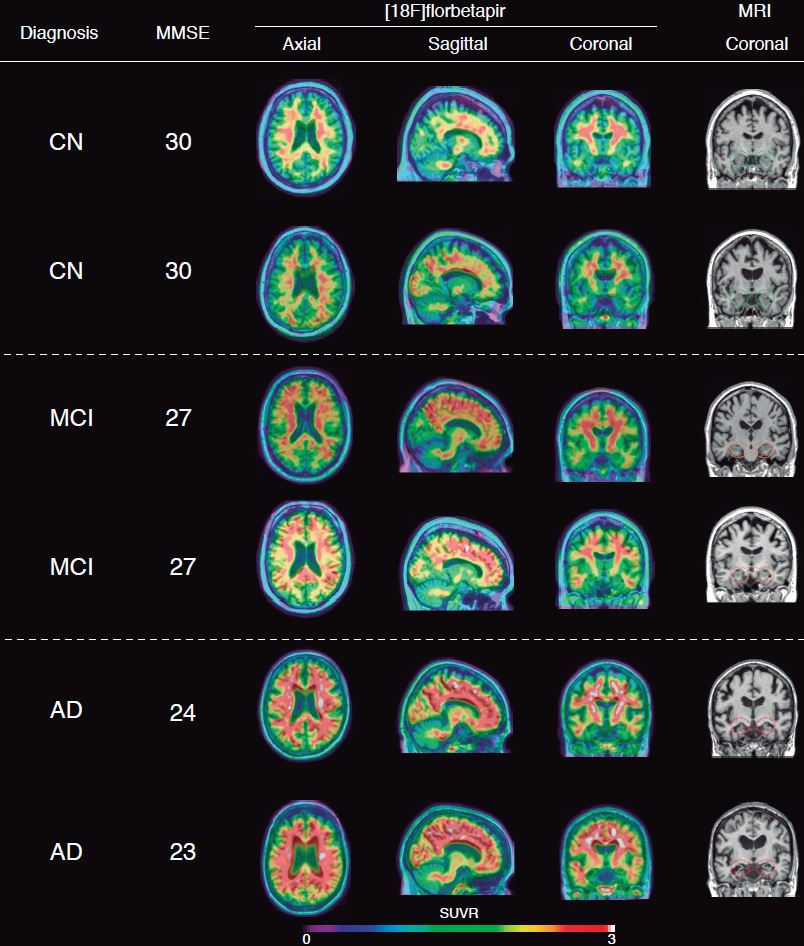 [18F]florbetapir MRI
Diagnosis MMSE Axial Sagittal Coronal Coronal
CN 30
CN 30
MCI 27
MCI 27
AD 24
AD 23
SUVR
0 3